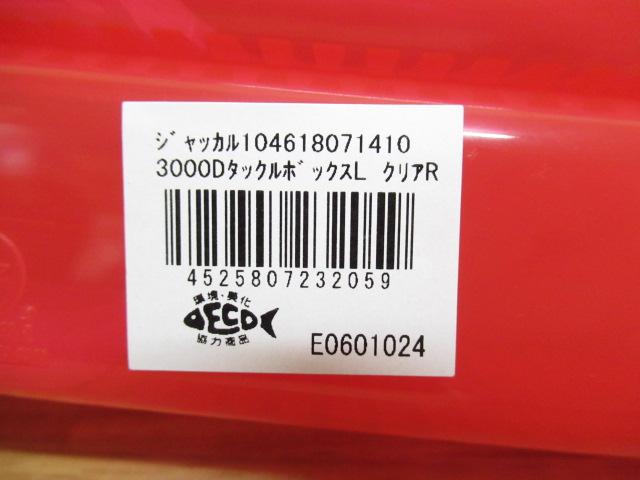 ジャッカル104618071410
3000DタックルボックスL クリアR
4525807232059
環境・美化
ECO
協力商品
E0601024